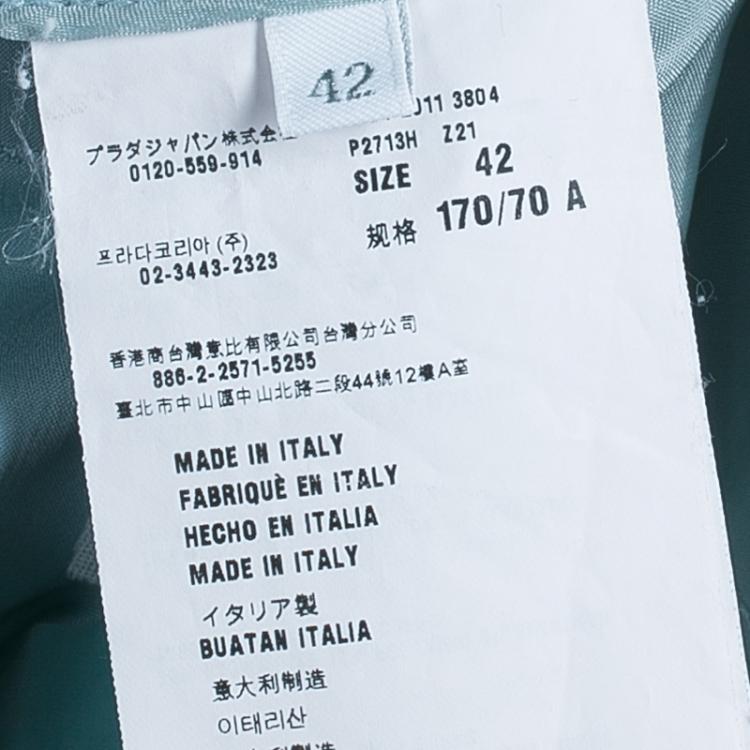 42
プラダジャパン株式会
0120-559-914
011 3804
P2713H Z21
SIZE 42
规格 170/70 A
프라다코리아 (주)
02-3443-2323
香港商台灣意比有限公司台灣分公司
886-2-2571-5255
臺北市中山區中山北路二段44號12樓A室
MADE IN ITALY
FABRIQUÈ EN ITALY
HECHO EN ITALIA
MADE IN ITALY
イタリア製
BUATAN ITALIA
意大利制造
이태리산
大利制造